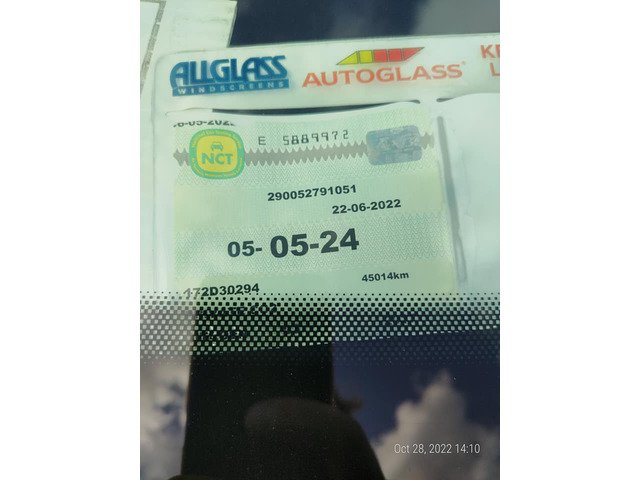 ALLGLASS
WINDSCREENS
AUTOGLASS
E 5889972
NCT
290052791051
22-06-2022
05-05-24
45014km
172D30294
Oct 28, 2022 14:10